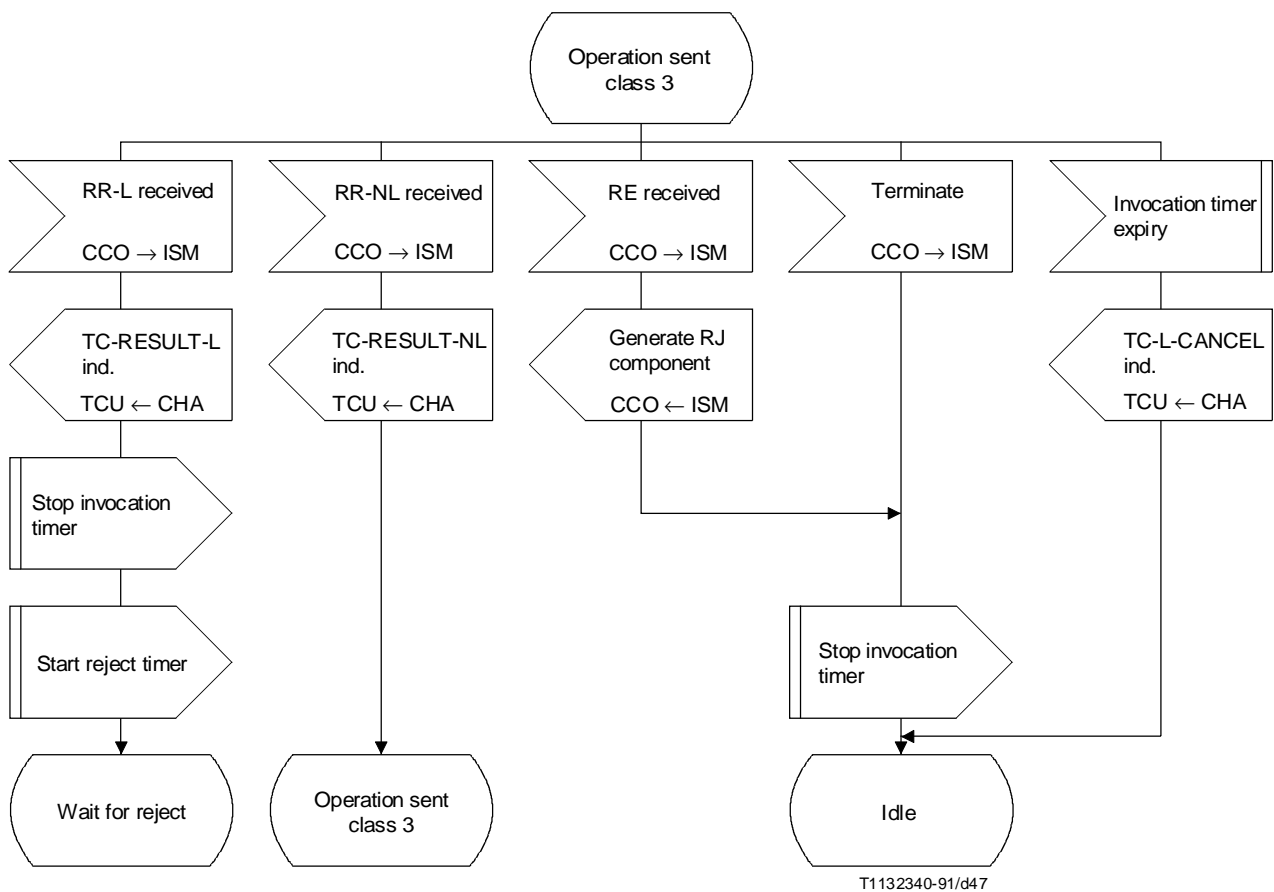 Operation sent
class 3
RR-L received
CCO → ISM
RR-NL received
CCO → ISM
RE received
CCO → ISM
Terminate
CCO → ISM
Invocation timer
expiry
TC-RESULT-L
ind.
TCU ← CHA
TC-RESULT-NL
ind.
TCU ← CHA
Generate RJ
component
CCO ← ISM
TC-L-CANCEL
ind.
TCU ← CHA
Stop invocation
timer
Start reject timer
Stop invocation
timer
Wait for reject
Operation sent
class 3
Idle
T1132340-91/d47